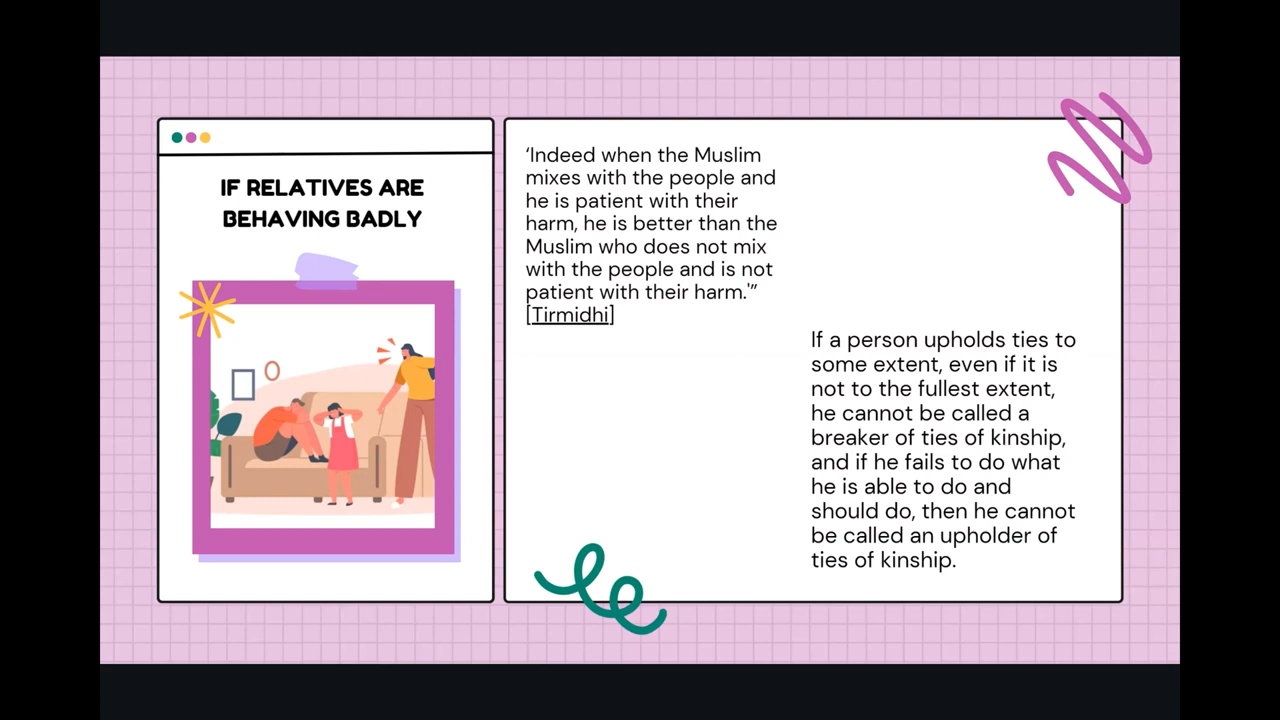 IF RELATIVES ARE
BEHAVING BADLY
‘Indeed when the Muslim
mixes with the people and
he is patient with their
harm, he is better than the
Muslim who does not mix
with the people and is not
patient with their harm.'”
[Tirmidhi]
If a person upholds ties to
some extent, even if it is
not to the fullest extent,
he cannot be called a
breaker of ties of kinship,
and if he fails to do what
he is able to do and
should do, then he cannot
be called an upholder of
ties of kinship.